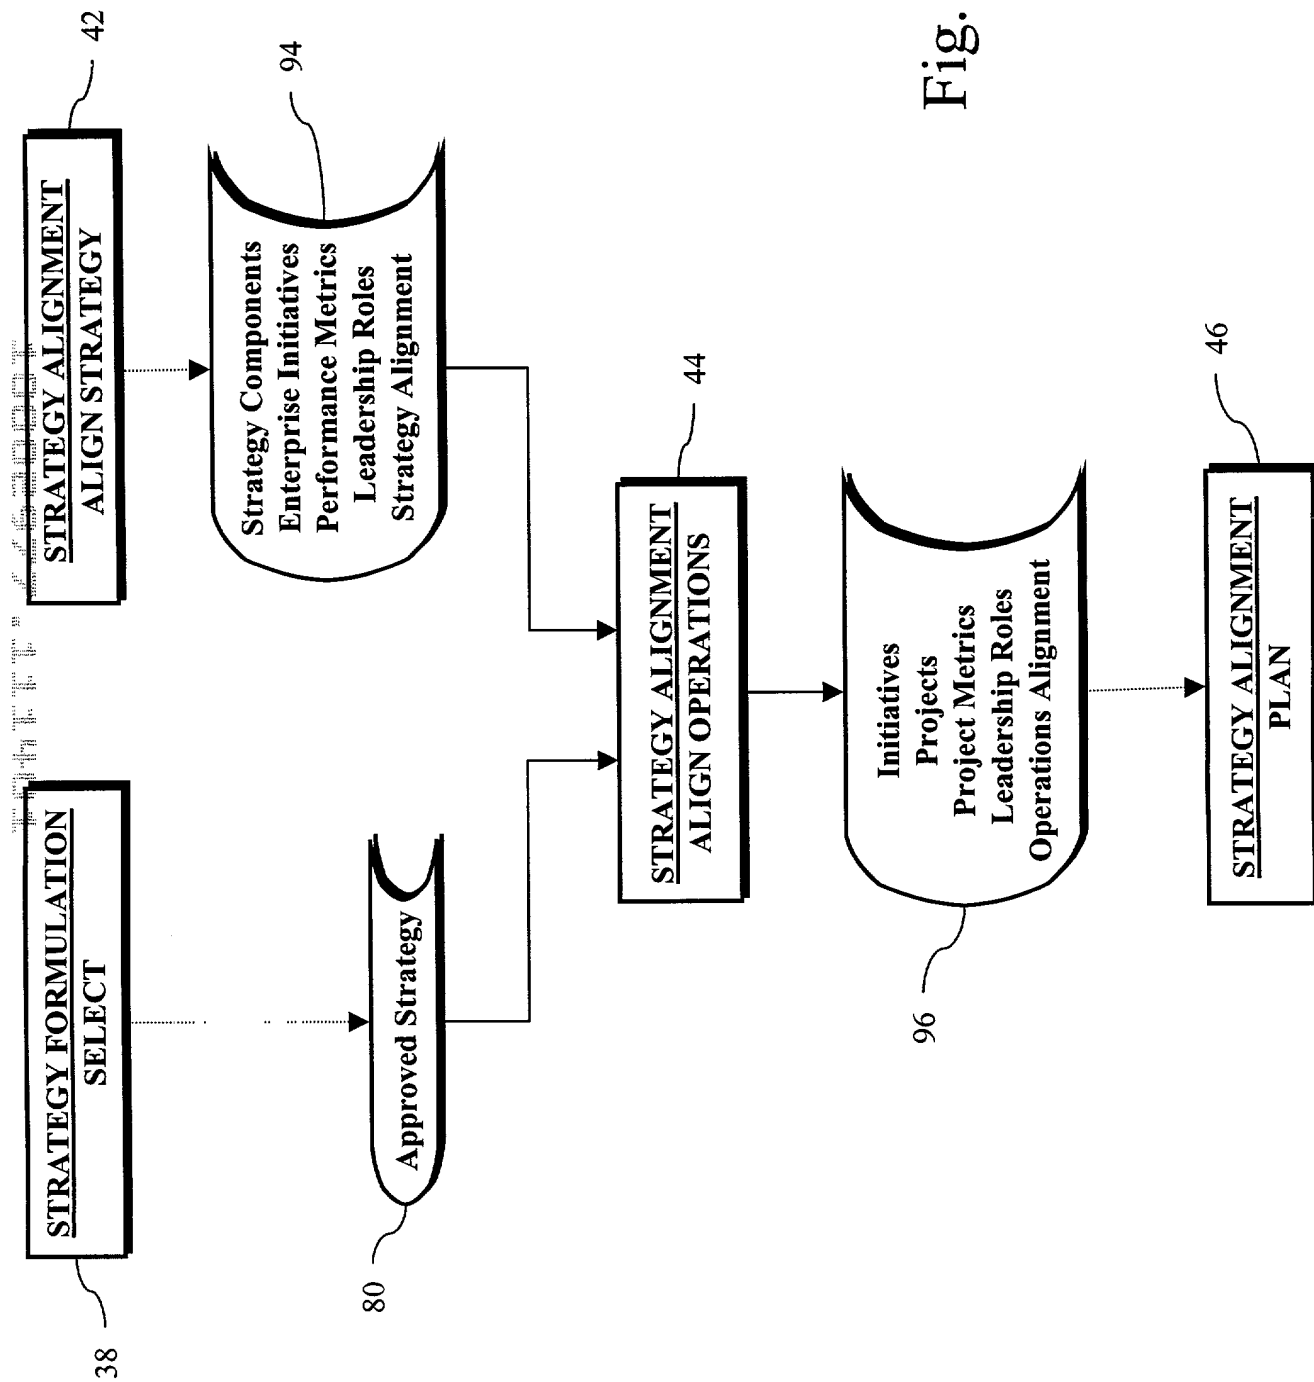 38
STRATEGY FORMULATION
SELECT
80
Approved Strategy
42
STRATEGY ALIGNMENT
ALIGN STRATEGY
94
Strategy Components
Enterprise Initiatives
Performance Metrics
Leadership Roles
Strategy Alignment
44
STRATEGY ALIGNMENT
ALIGN OPERATIONS
96
Initiatives
Projects
Project Metrics
Leadership Roles
Operations Alignment
46
STRATEGY ALIGNMENT
PLAN
Fig.